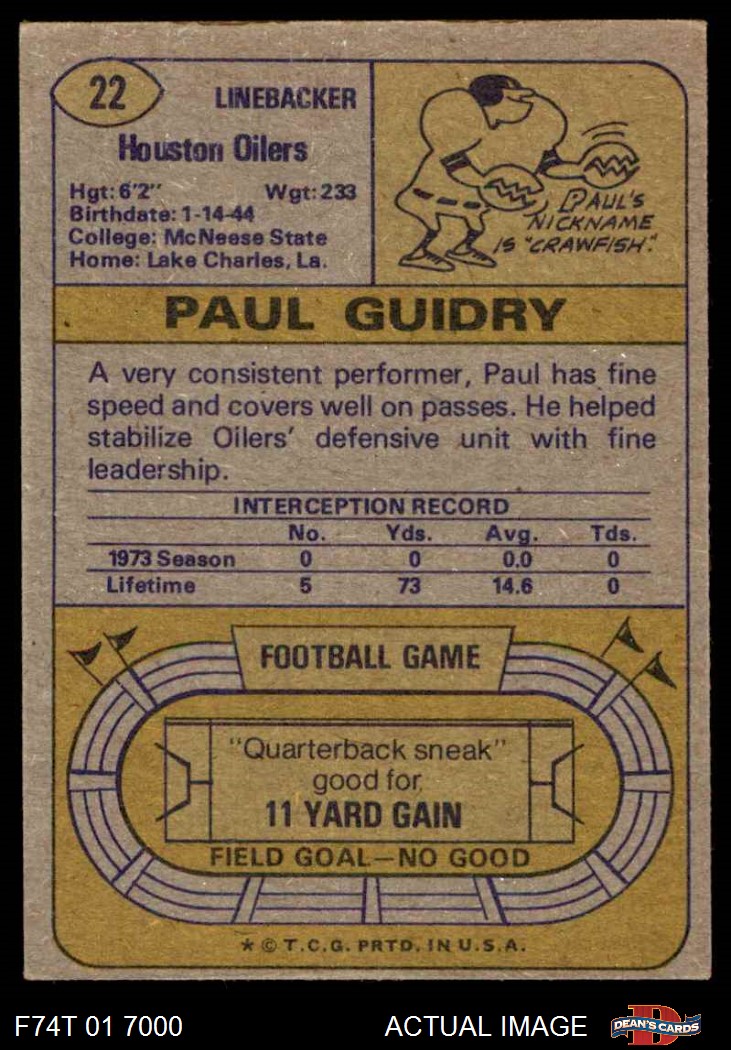 22
LINEBACKER
Houston Oilers
Hgt: 6'2" Wgt: 233
Birthdate: 1-14-44
College: McNeese State
Home: Lake Charles, La.
PAUL'S
NICKNAME
IS "CRAWFISH".
PAUL GUIDRY
A very consistent performer, Paul has fine
speed and covers well on passes. He helped
stabilize Oilers' defensive unit with fine
leadership.
INTERCEPTION RECORD
No. Yds. Avg. Tds.
1973 Season 0 0 0.0 0
Lifetime 5 73 14.6 0
FOOTBALL GAME
"Quarterback sneak"
good for
11 YARD GAIN
FIELD GOAL—NO GOOD
* © T.C.G. PRTD. IN U.S.A.
F74T 01 7000 ACTUAL IMAGE
D
DEAN'S CARDS